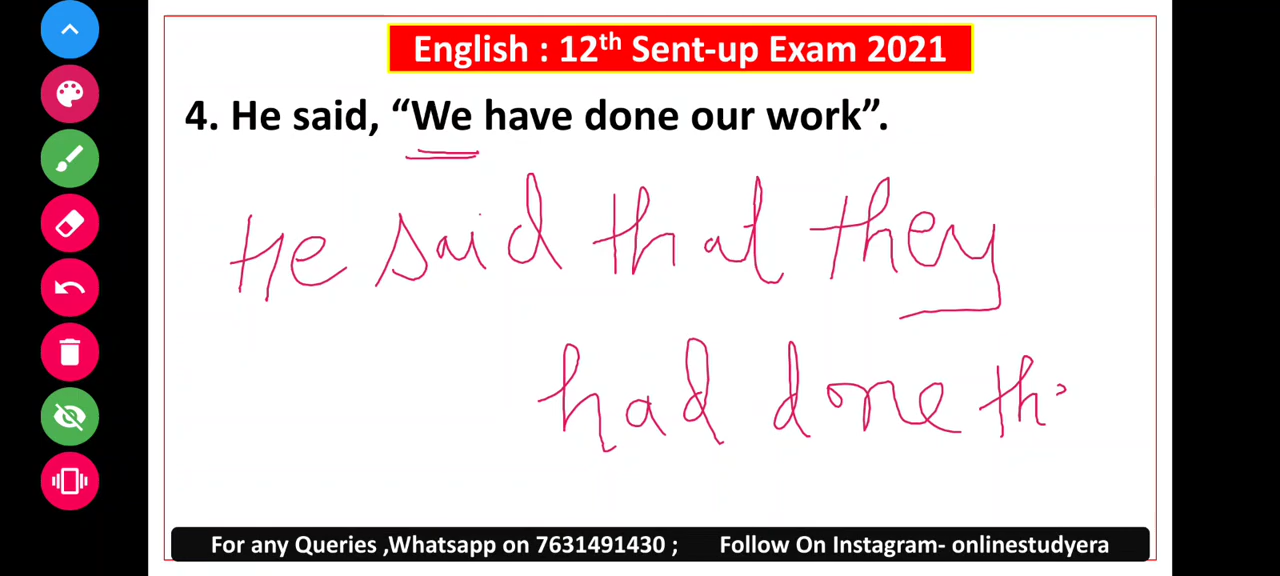 English : 12th Sent-up Exam 2021
4. He said, “We have done our work”.
He said that they
had done th
For any Queries ,Whatsapp on 7631491430 ; Follow On Instagram- onlinestudyera